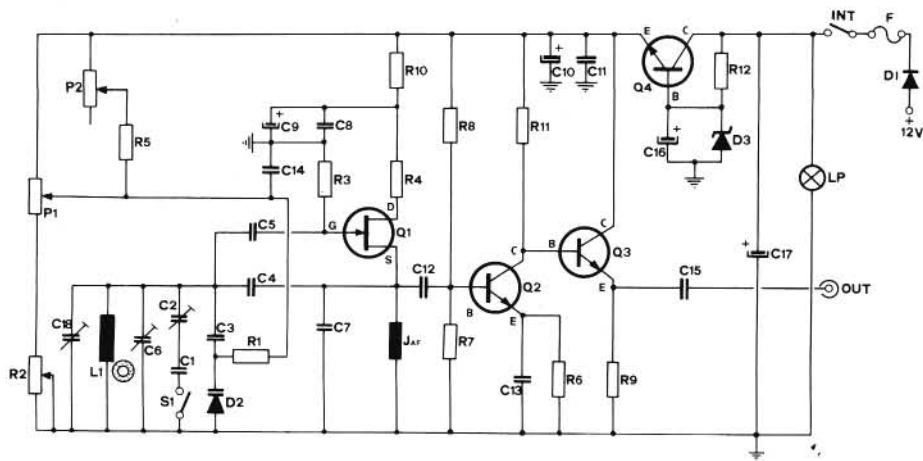 INT
F
D1
+
12V
E
C
Q4
B
R12
+
C10
C11
R10
P2
R5
+
C9
C8
C14
R3
R4
R8
R11
+
C16
D3
LP
P1
D
G
Q1
S
C5
C4
C12
C
B
Q3
C
E
Q2
B
E
C15
+
C17
OUT
C18
L1
C6
C2
C1
S1
C3
R1
D2
C7
JAF
R7
C13
R6
R9
R2